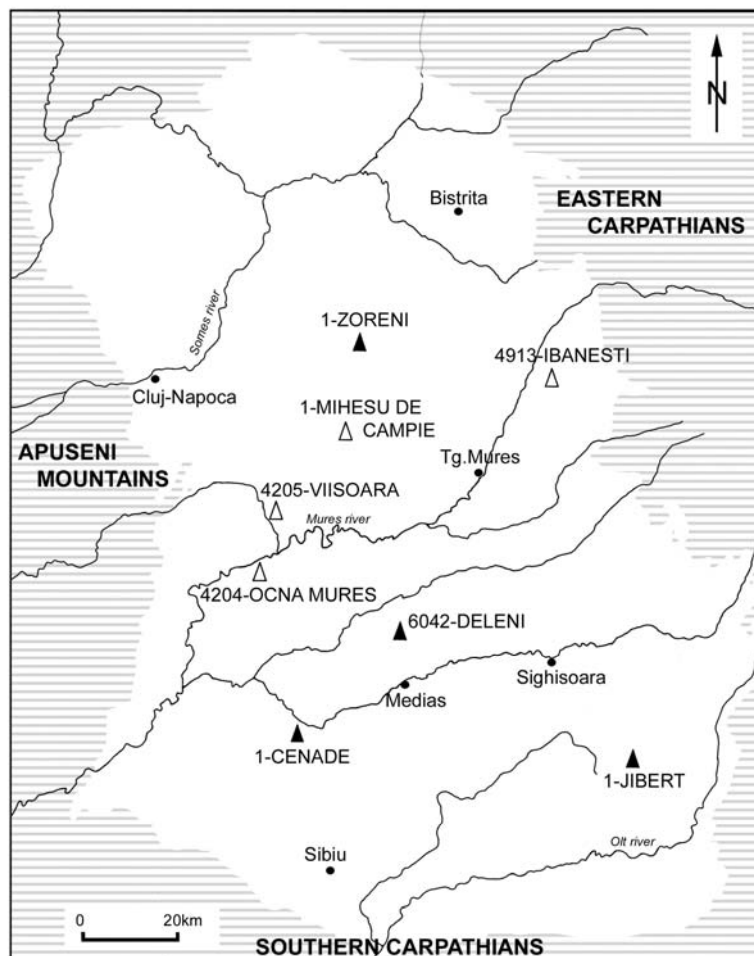 N
Bistrita
EASTERN
CARPATHIANS
Somes river
1-ZORENI
4913-IBANESTI
Cluj-Napoca
1-MIHESU DE
CAMPIE
APUSENI
MOUNTAINS
Tg.Mures
4205-VIISOARA
Mures river
4204-OCNA MURES
6042-DELENI
Sighisoara
Medias
1-CENADE
1-JIBERT
Olt river
Sibiu
0 20km
SOUTHERN CARPATHIANS